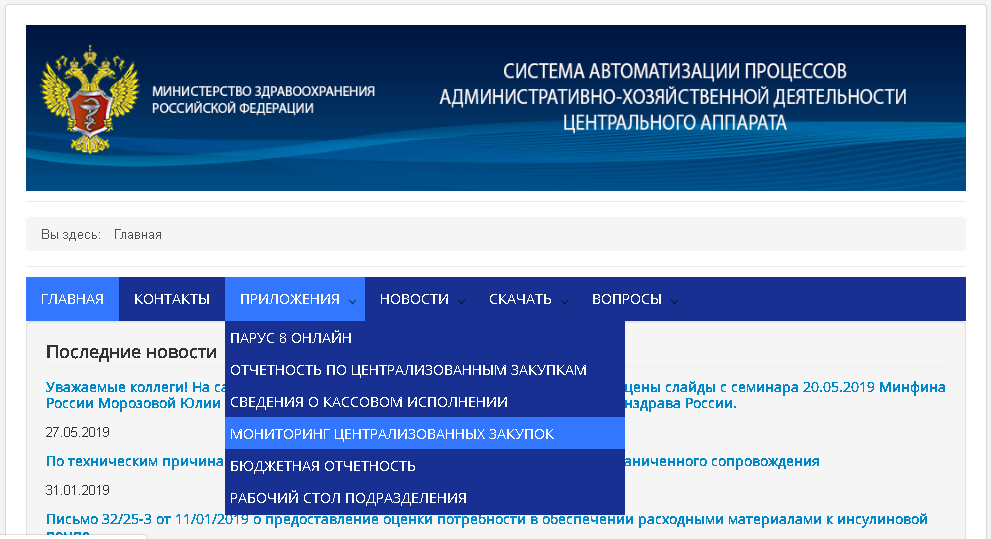 МИНИСТЕРСТВО ЗДРАВООХРАНЕНИЯ
РОССИЙСКОЙ ФЕДЕРАЦИИ
СИСТЕМА АВТОМАТИЗАЦИИ ПРОЦЕССОВ
АДМИНИСТРАТИВНО-ХОЗЯЙСТВЕННОЙ ДЕЯТЕЛЬНОСТИ
ЦЕНТРАЛЬНОГО АППАРАТА
Вы здесь: Главная
ГЛАВНАЯ КОНТАКТЫ ПРИЛОЖЕНИЯ НОВОСТИ СКАЧАТЬ ВОПРОСЫ
ПАРУС 8 ОНЛАЙН
ОТЧЕТНОСТЬ ПО ЦЕНТРАЛИЗОВАННЫМ ЗАКУПКАМ
СВЕДЕНИЯ О КАССОВОМ ИСПОЛНЕНИИ
МОНИТОРИНГ ЦЕНТРАЛИЗОВАННЫХ ЗАКУПОК
БЮДЖЕТНАЯ ОТЧЕТНОСТЬ
РАБОЧИЙ СТОЛ ПОДРАЗДЕЛЕНИЯ
Последние новости
Уважаемые коллеги! На са щены слайды с семинара 20.05.2019 Минфина
России Морозовой Юлии нздрава России.
27.05.2019
По техническим причина аниченного сопровождения
31.01.2019
Письмо 32/25-3 от 11/01/2019 о предоставление оценки потребности в обеспечении расходными материалами к инсулиновой
помпе